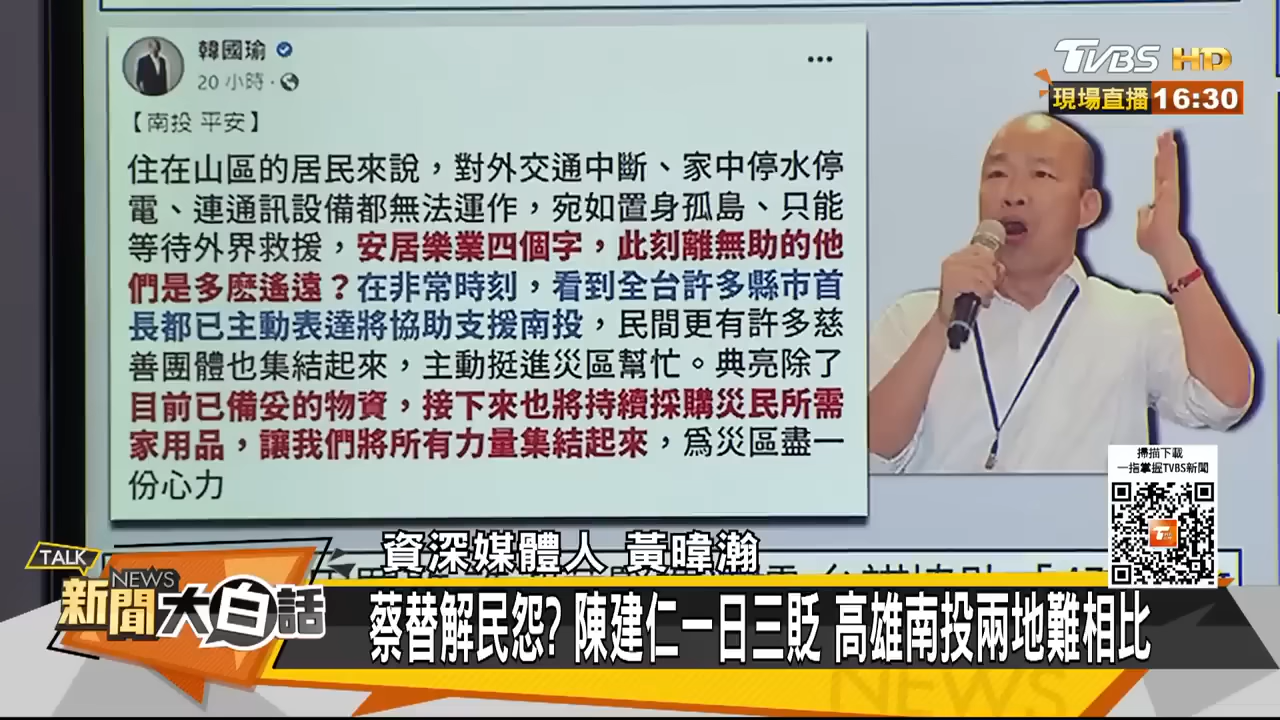 韓國瑜
20 小時
【南投 平安】
住在山區的居民來說，對外交通中斷、家中停水停
電、連通訊設備都無法運作，宛如置身孤島、只能
等待外界救援，安居樂業四個字，此刻離無助的他
們是多麼遙遠？在非常時刻，看到全台許多縣市首
長都已主動表達將協助支援南投，民間更有許多慈
善團體也集結起來，主動挺進災區幫忙。典亮除了
目前已備妥的物資，接下來也將持續採購災民所需
家用品，讓我們將所有力量集結起來，為災區盡一
份心力
TVBS HD
現場直播 16:30
掃描下載
一指掌握TVBS新聞
資深媒體人 黃暐瀚
TALK
NEWS
新聞大白話
蔡替解民怨? 陳建仁一日三貶 高雄南投兩地難相比
NEWS